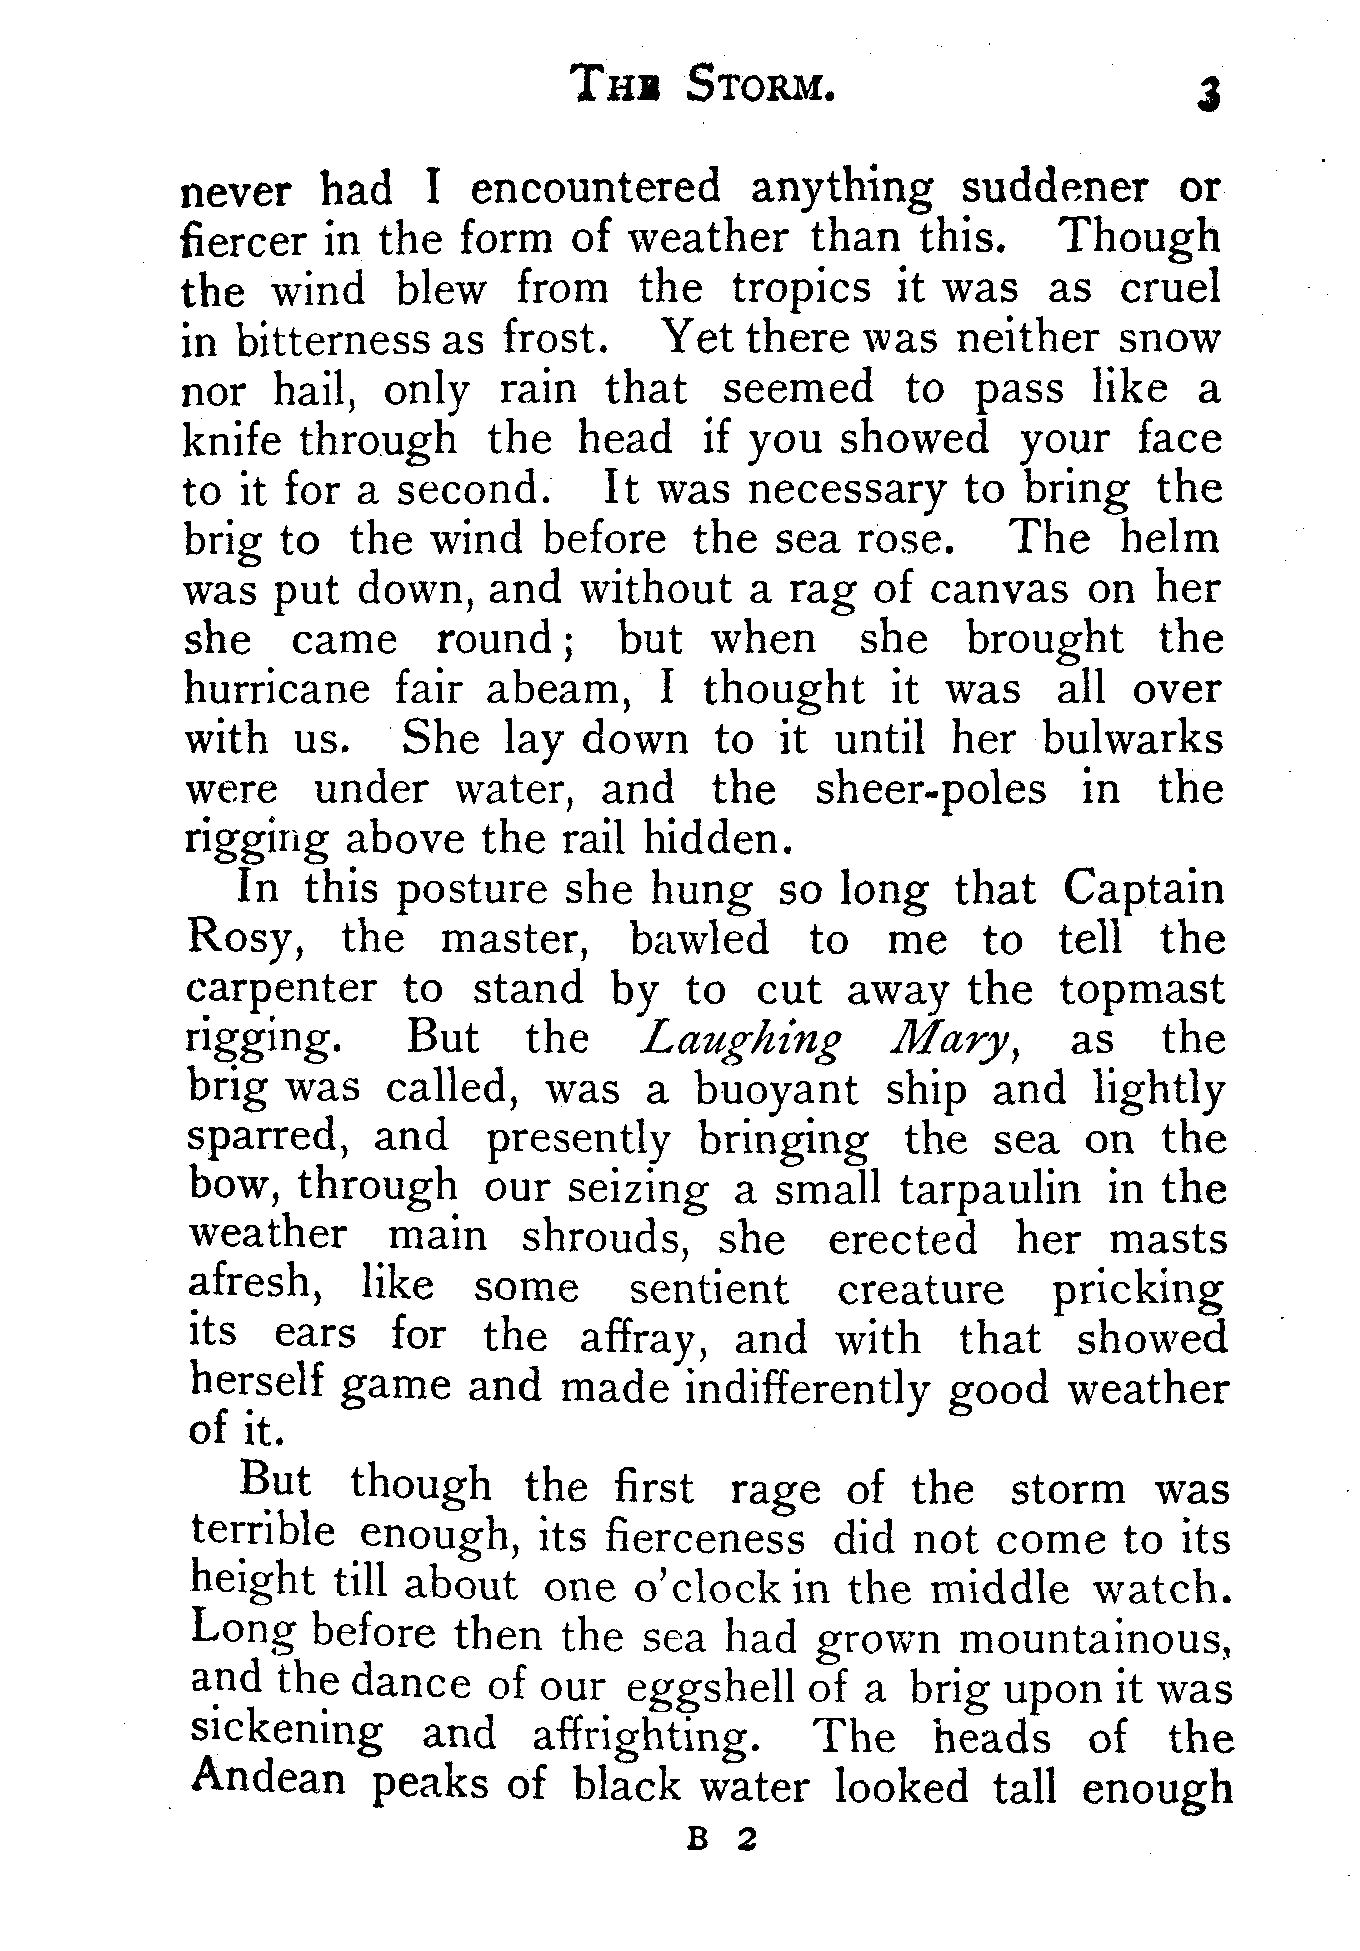 THE STORM. 3
never had I encountered anything suddener or
fiercer in the form of weather than this. Though
the wind blew from the tropics it was as cruel
in bitterness as frost. Yet there was neither snow
nor hail, only rain that seemed to pass like a
knife through the head if you showed your face
to it for a second. It was necessary to bring the
brig to the wind before the sea rose. The helm
was put down, and without a rag of canvas on her
she came round; but when she brought the
hurricane fair abeam, I thought it was all over
with us. She lay down to it until her bulwarks
were under water, and the sheer-poles in the
rigging above the rail hidden.
In this posture she hung so long that Captain
Rosy, the master, bawled to me to tell the
carpenter to stand by to cut away the topmast
rigging. But the Laughing Mary, as the
brig was called, was a buoyant ship and lightly
sparred, and presently bringing the sea on the
bow, through our seizing a small tarpaulin in the
weather main shrouds, she erected her masts
afresh, like some sentient creature pricking
its ears for the affray, and with that showed
herself game and made indifferently good weather
of it.
But though the first rage of the storm was
terrible enough, its fierceness did not come to its
height till about one o'clock in the middle watch.
Long before then the sea had grown mountainous,
and the dance of our eggshell of a brig upon it was
sickening and affrighting. The heads of the
Andean peaks of black water looked tall enough
B 2